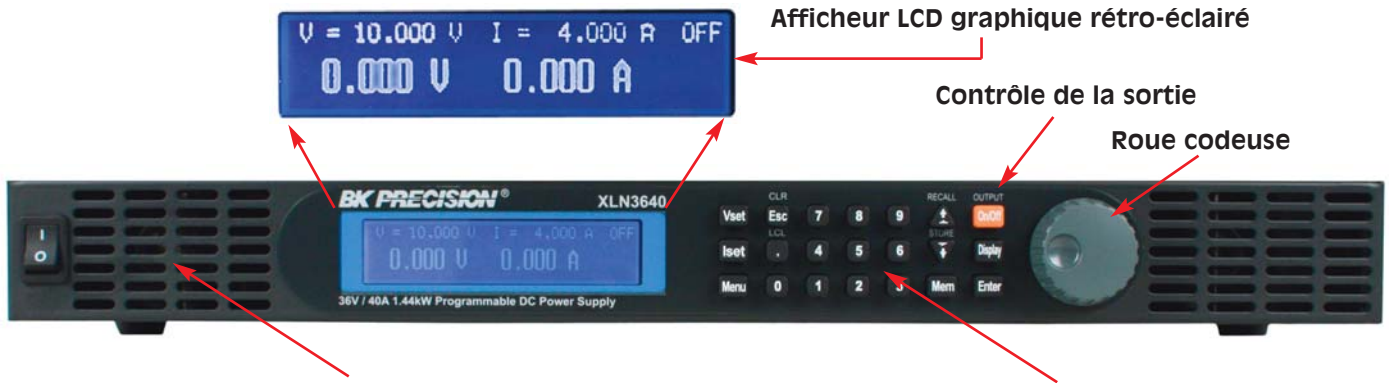 Afficheur LCD graphique rétro-éclairé
V = 10.000 V I = 4.000 A OFF
0.000 V 0.000 A
Contrôle de la sortie
Roue codeuse
BK PRECISION® XLN3640
V = 10.000 V I = 4.000 A OFF
0.000 V 0.000 A
36V / 40A 1.44kW Programmable DC Power Supply
CLR RECALL OUTPUT
Vset Esc 7 8 9 On/Off
LCL STORE
Iset . 4 5 6 Display
Menu 0 1 2 3 Mem Enter
I
O